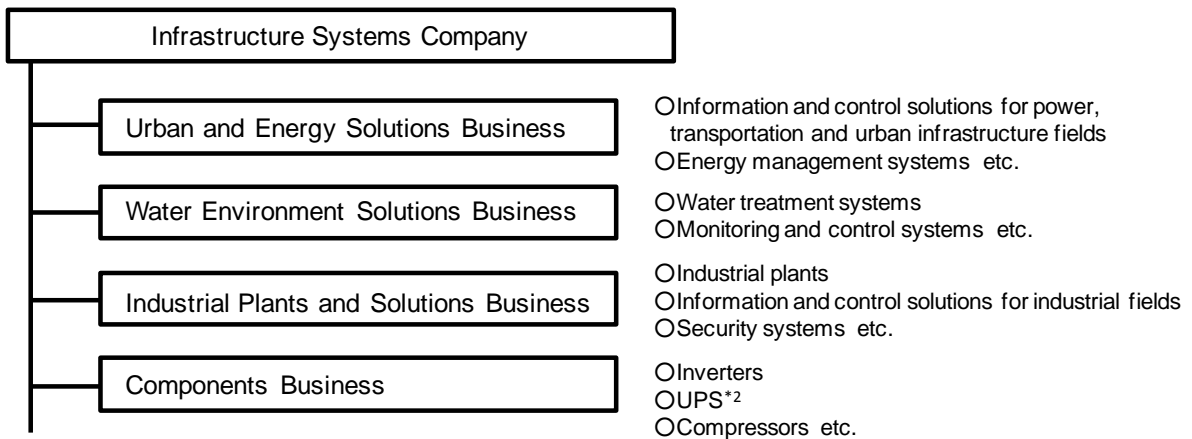 Infrastructure Systems Company
Urban and Energy Solutions Business
○Information and control solutions for power,
transportation and urban infrastructure fields
○Energy management systems etc.
Water Environment Solutions Business
○Water treatment systems
○Monitoring and control systems etc.
Industrial Plants and Solutions Business
○Industrial plants
○Information and control solutions for industrial fields
○Security systems etc.
Components Business
○Inverters
○UPS*2
○Compressors etc.